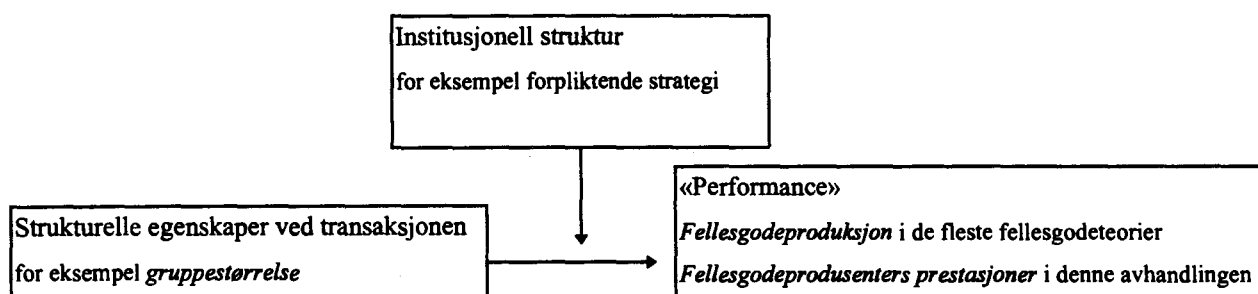 Institusjonell struktur
for eksempel forpliktende strategi
«Performance»
Strukturelle egenskaper ved transaksjonen
for eksempel gruppestørrelse
Fellesgodeproduksjon i de fleste fellesgodeteorier
Fellesgodeprodusenters prestasjoner i denne avhandlingen